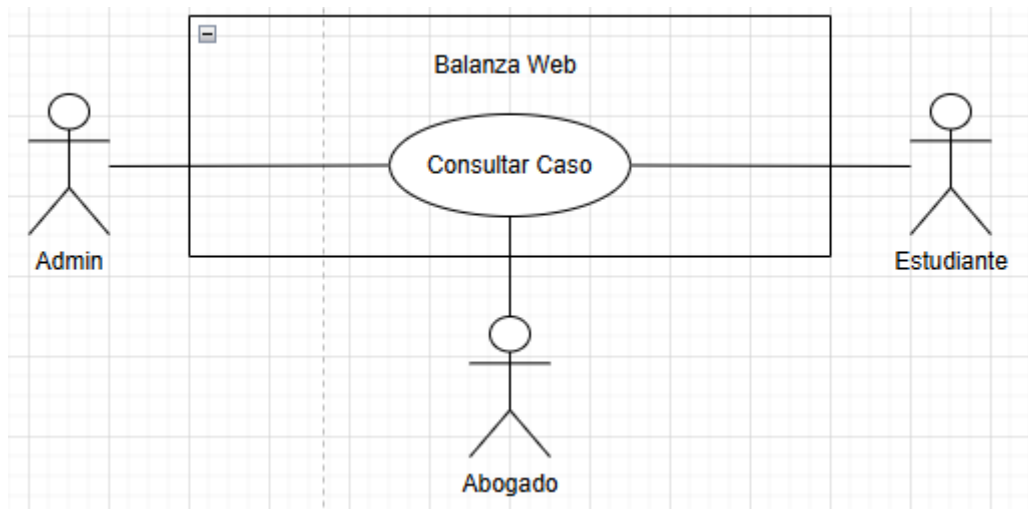 Balanza Web
Consultar Caso
Admin
Estudiante
Abogado